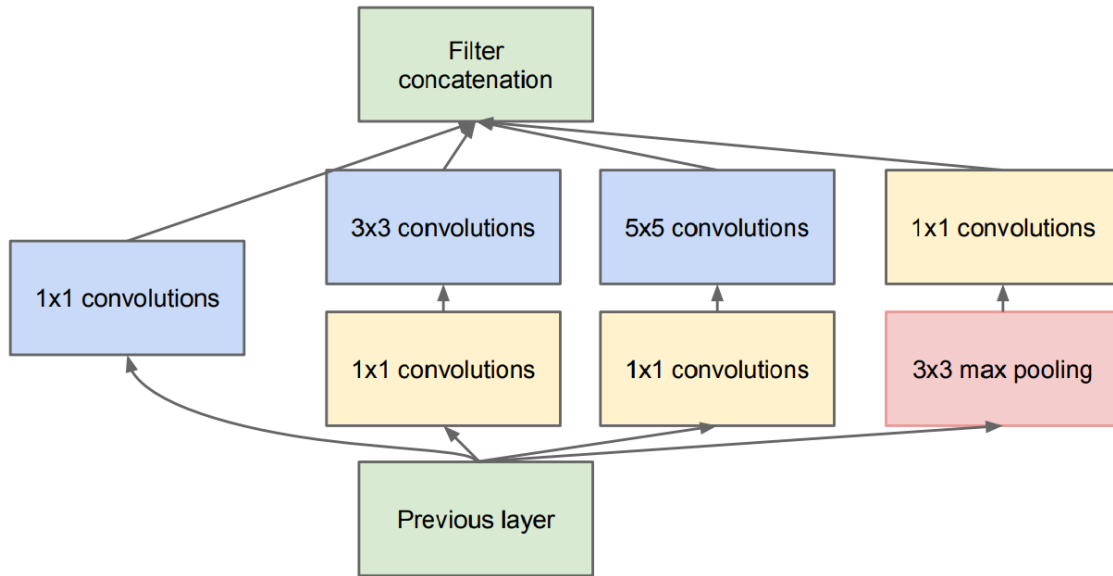 Filter
concatenation
3x3 convolutions
5x5 convolutions
1x1 convolutions
1x1 convolutions
1x1 convolutions
1x1 convolutions
3x3 max pooling
Previous layer